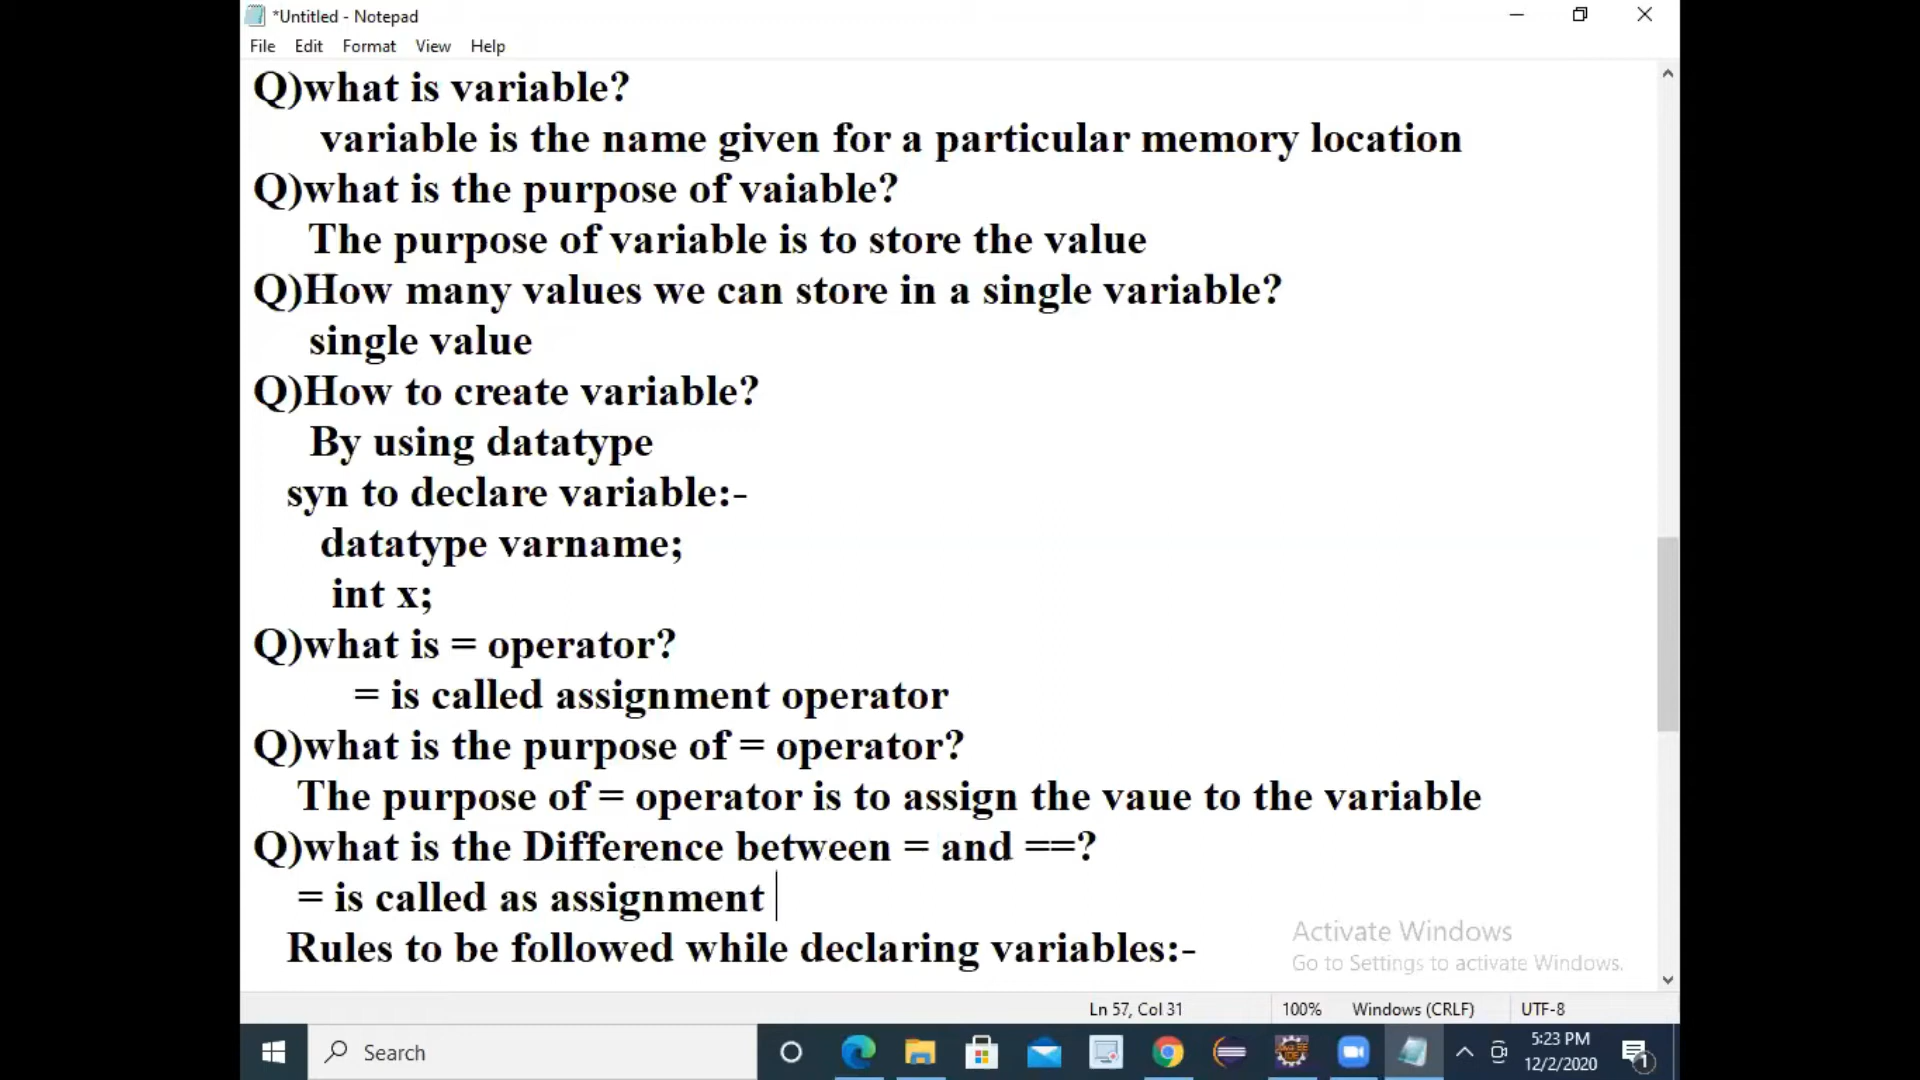 *Untitled - Notepad
File Edit Format View Help
Q)what is variable?
variable is the name given for a particular memory location
Q)what is the purpose of vaiable?
The purpose of variable is to store the value
Q)How many values we can store in a single variable?
single value
Q)How to create variable?
By using datatype
syn to declare variable:-
datatype varname;
int x;
Q)what is = operator?
= is called assignment operator
Q)what is the purpose of = operator?
The purpose of = operator is to assign the vaue to the variable
Q)what is the Difference between = and ==?
= is called as assignment
Rules to be followed while declaring variables:-
Activate Windows
Go to Settings to activate Windows.
Ln 57, Col 31 100% Windows (CRLF) UTF-8
Search
5:23 PM
12/2/2020
1